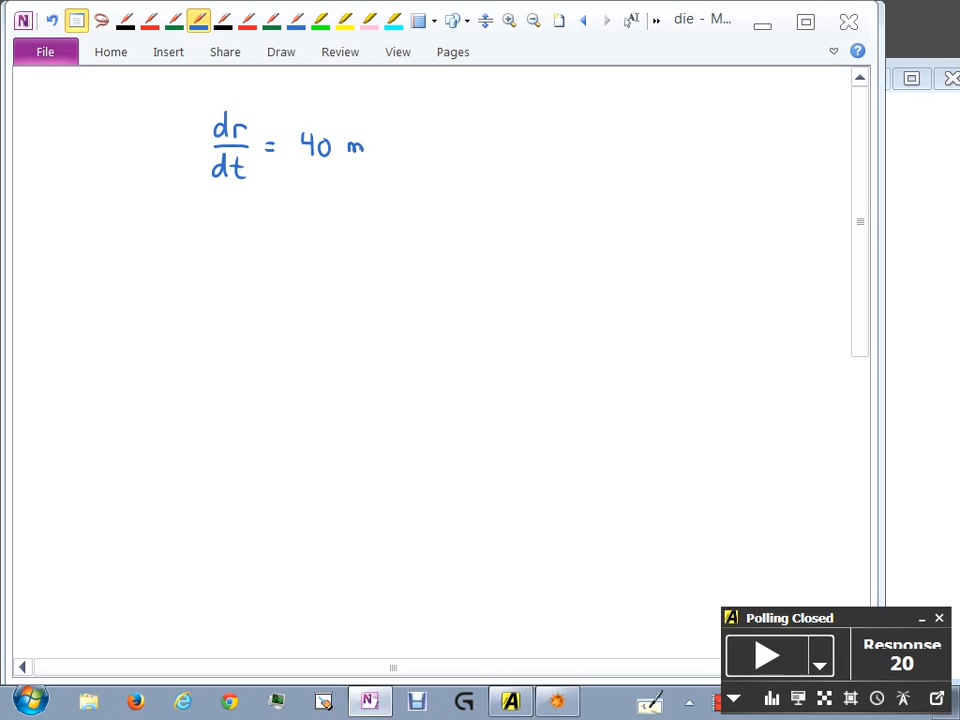 die - M...
File Home Insert Share Draw Review View Pages
dr/dt = 40 m
Polling Closed
Response
20